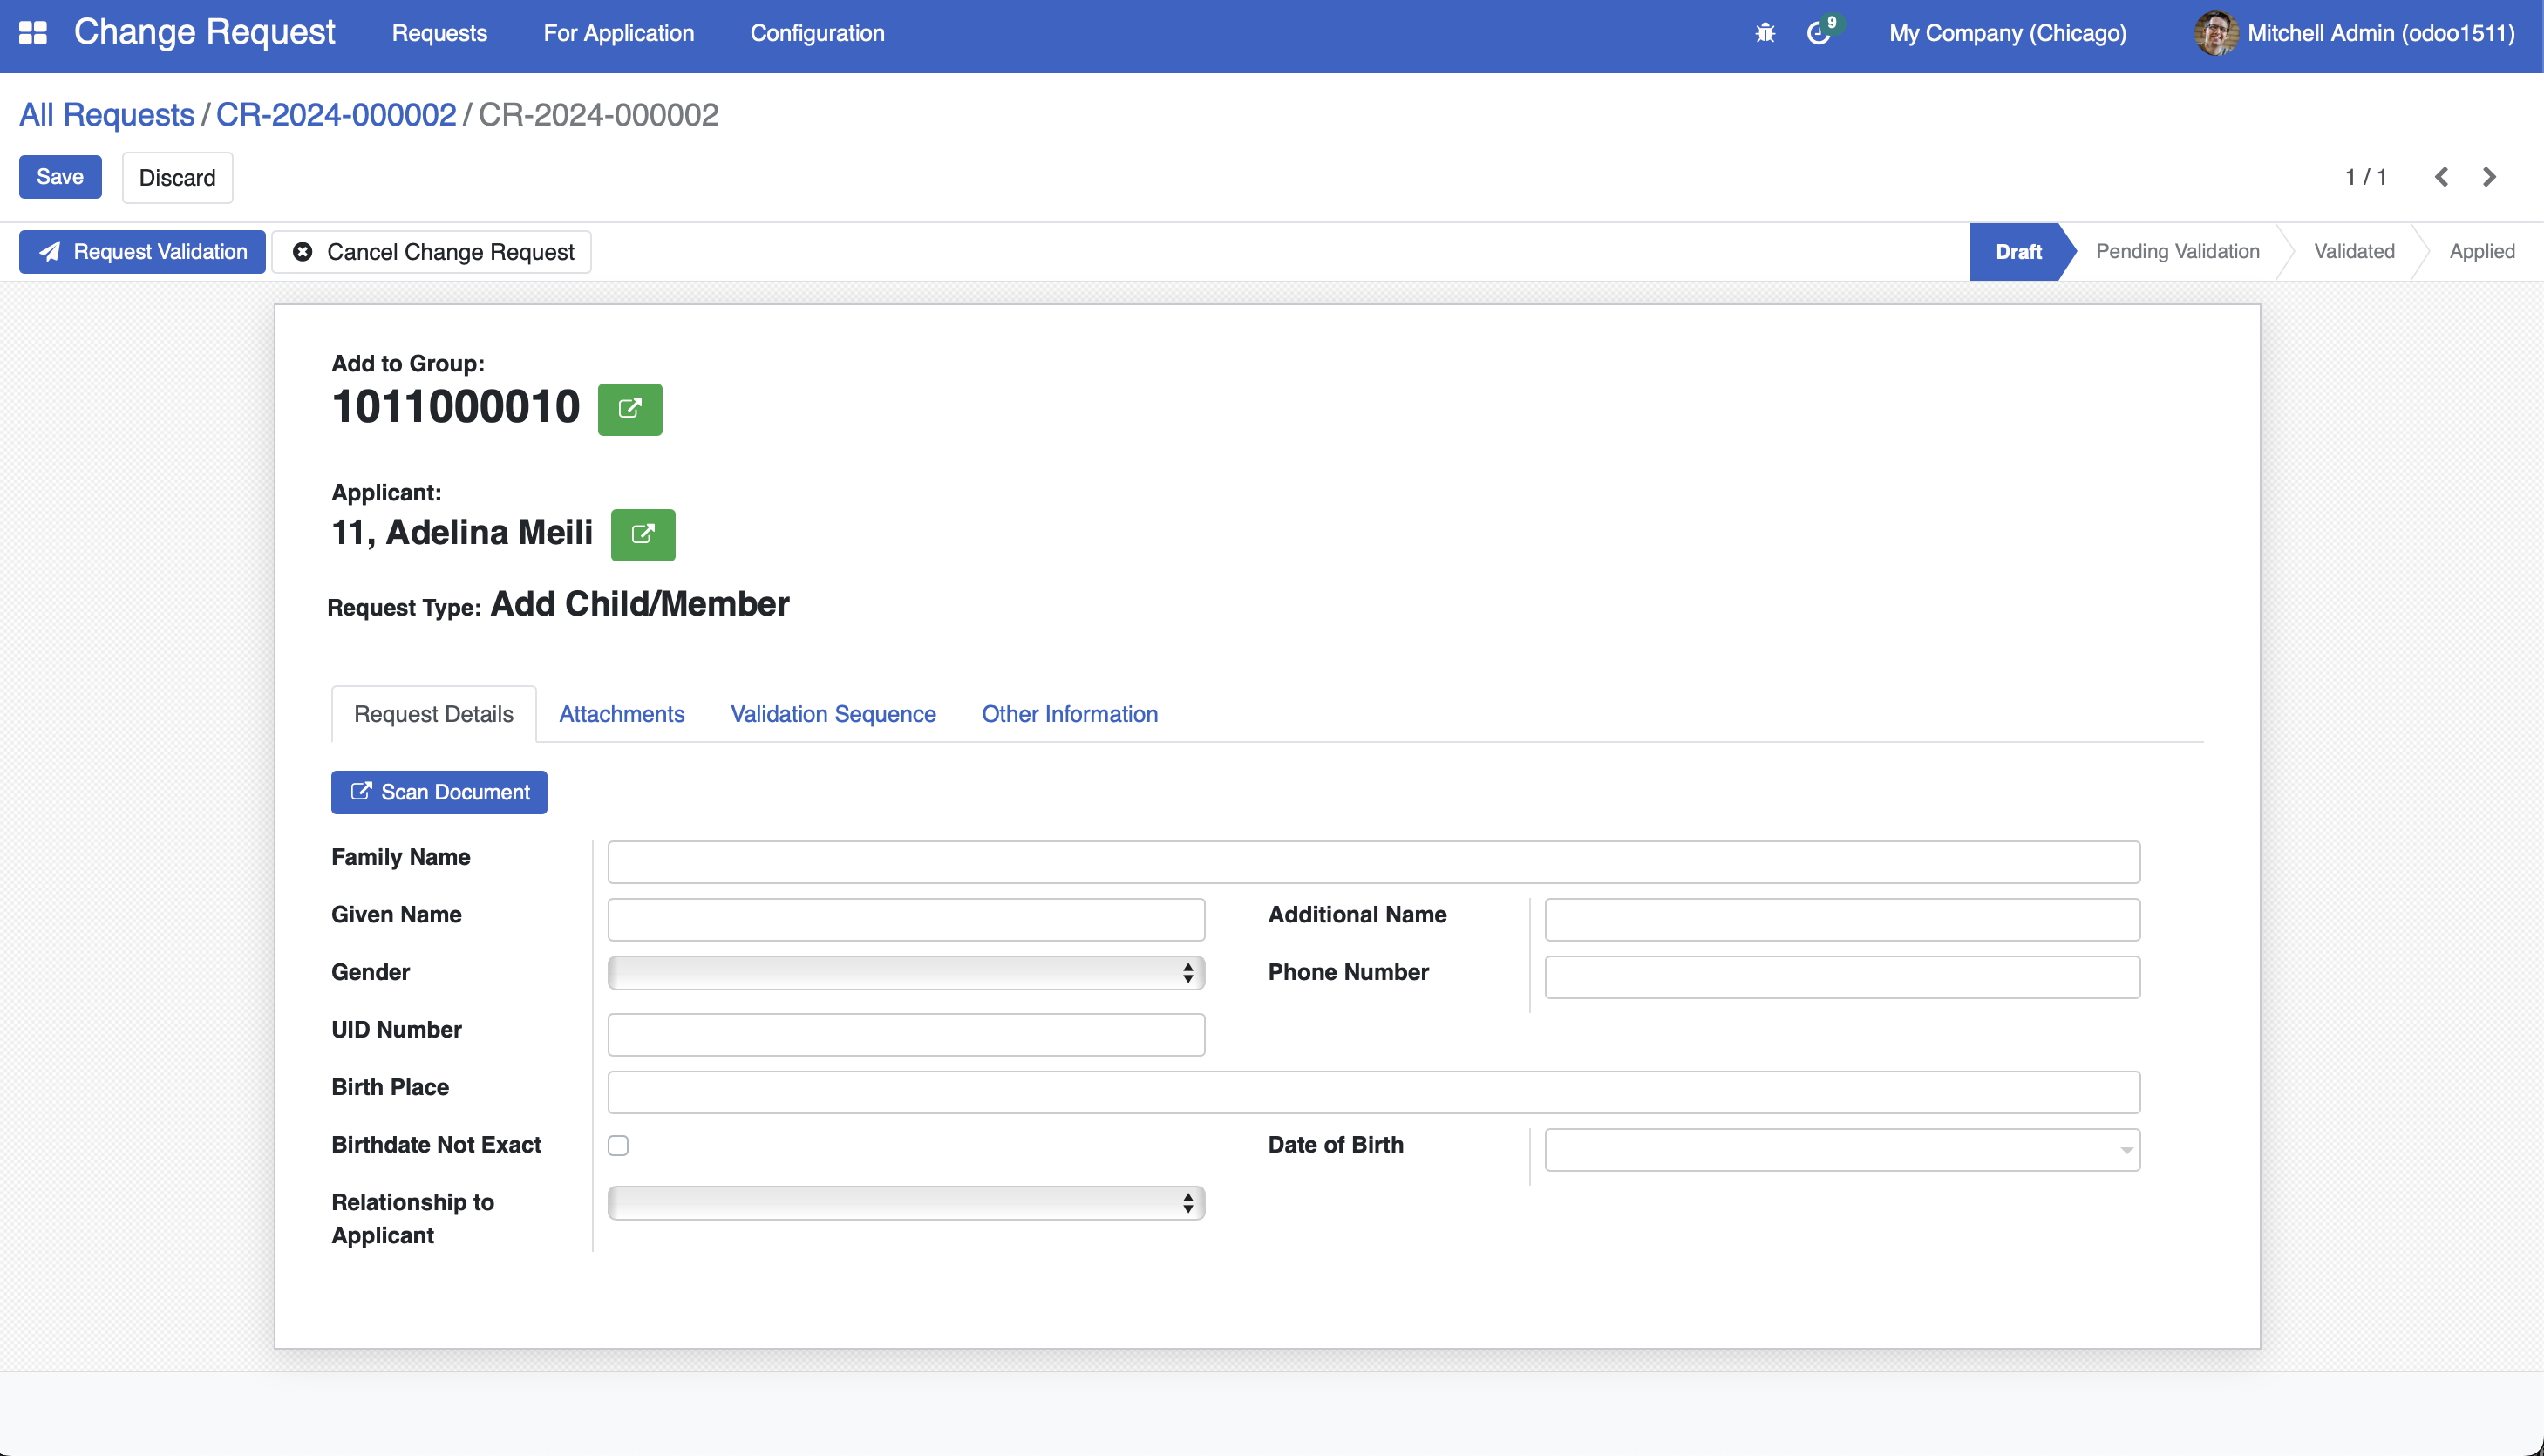 Change Request Requests For Application Configuration 9 My Company (Chicago) Mitchell Admin (odoo1511)
All Requests / CR-2024-000002 / CR-2024-000002
Save Discard 1 / 1
Request Validation Cancel Change Request Draft Pending Validation Validated Applied
Add to Group:
1011000010
Applicant:
11, Adelina Meili
Request Type: Add Child/Member
Request Details Attachments Validation Sequence Other Information
Scan Document
Family Name
Given Name Additional Name
Gender Phone Number
UID Number
Birth Place
Birthdate Not Exact Date of Birth
Relationship to
Applicant